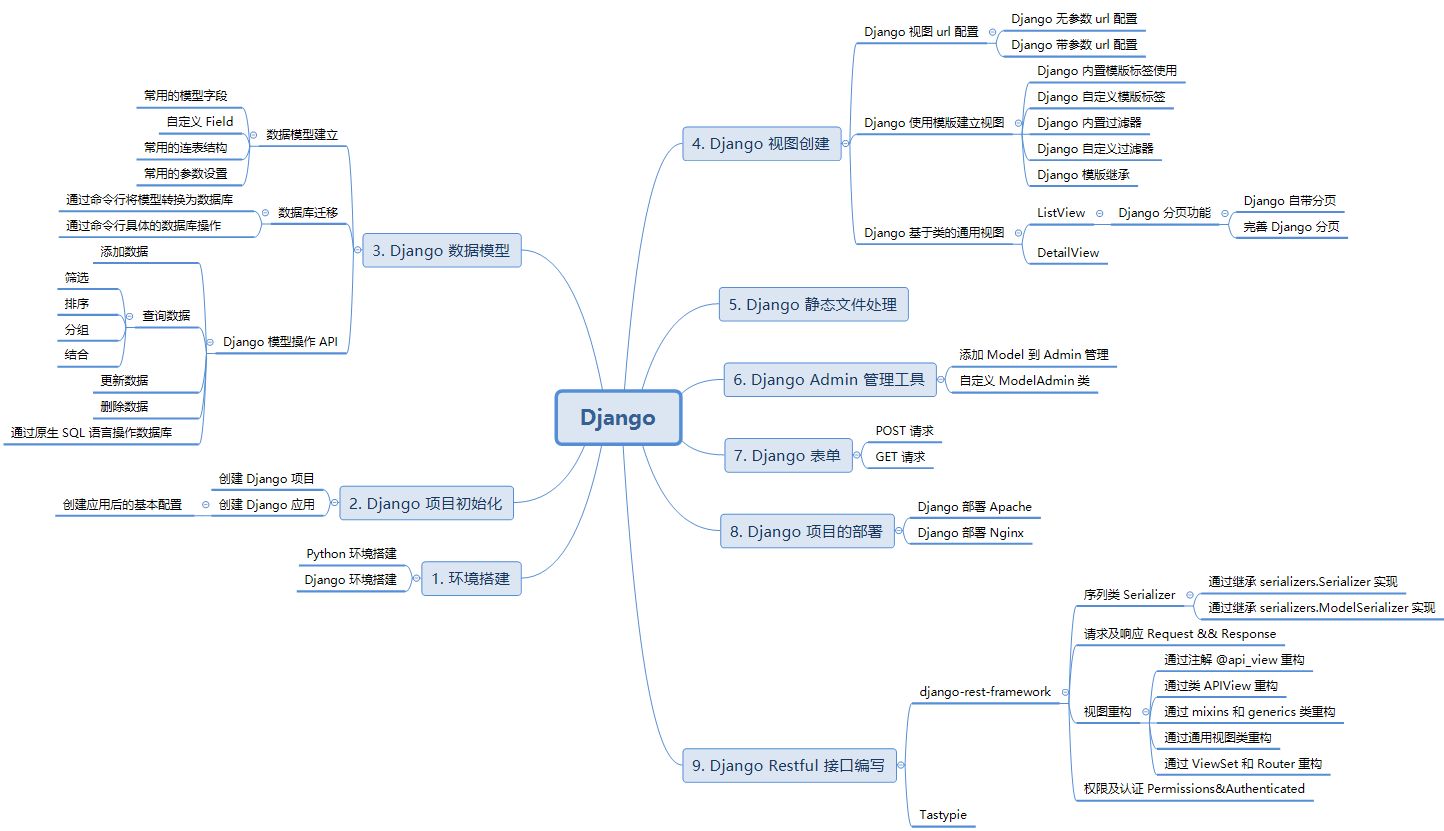 Django
1. 环境搭建
Python 环境搭建
Django 环境搭建
2. Django 项目初始化
创建 Django 项目
创建 Django 应用
创建应用后的基本配置
3. Django 数据模型
数据模型建立
常用的模型字段
自定义 Field
常用的连表结构
常用的参数设置
数据库迁移
通过命令行将模型转换为数据库
通过命令行具体的数据库操作
Django 模型操作 API
添加数据
查询数据
筛选
排序
分组
结合
更新数据
删除数据
通过原生 SQL 语言操作数据库
4. Django 视图创建
Django 视图 url 配置
Django 无参数 url 配置
Django 带参数 url 配置
Django 使用模版建立视图
Django 内置模版标签使用
Django 自定义模版标签
Django 内置过滤器
Django 自定义过滤器
Django 模版继承
Django 基于类的通用视图
ListView
Django 分页功能
Django 自带分页
完善 Django 分页
DetailView
5. Django 静态文件处理
6. Django Admin 管理工具
添加 Model 到 Admin 管理
自定义 ModelAdmin 类
7. Django 表单
POST 请求
GET 请求
8. Django 项目的部署
Django 部署 Apache
Django 部署 Nginx
9. Django Restful 接口编写
django-rest-framework
序列类 Serializer
通过继承 serializers.Serializer 实现
通过继承 serializers.ModelSerializer 实现
请求及响应 Request && Response
视图重构
通过注解 @api_view 重构
通过类 APIView 重构
通过 mixins 和 generics 类重构
通过通用视图类重构
通过 ViewSet 和 Router 重构
权限及认证 Permissions&Authenticated
Tastypie